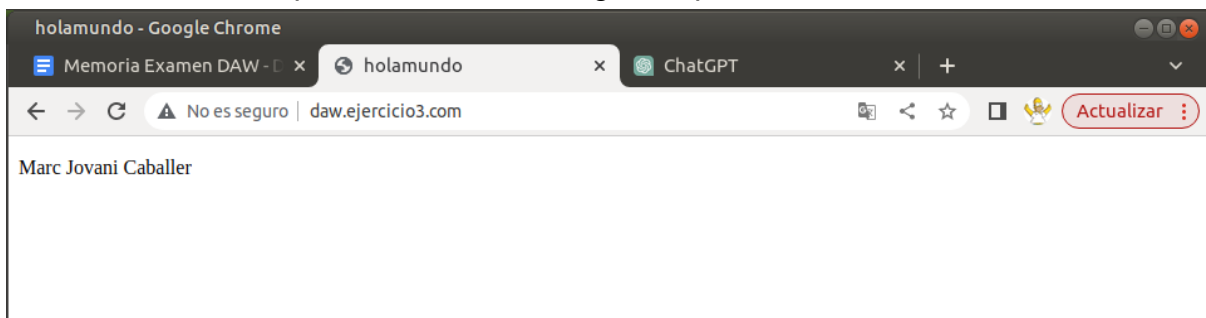 holamundo - Google Chrome
Memoria Examen DAW - D
holamundo
ChatGPT
No es seguro
daw.ejercicio3.com
Actualizar
Marc Jovani Caballer